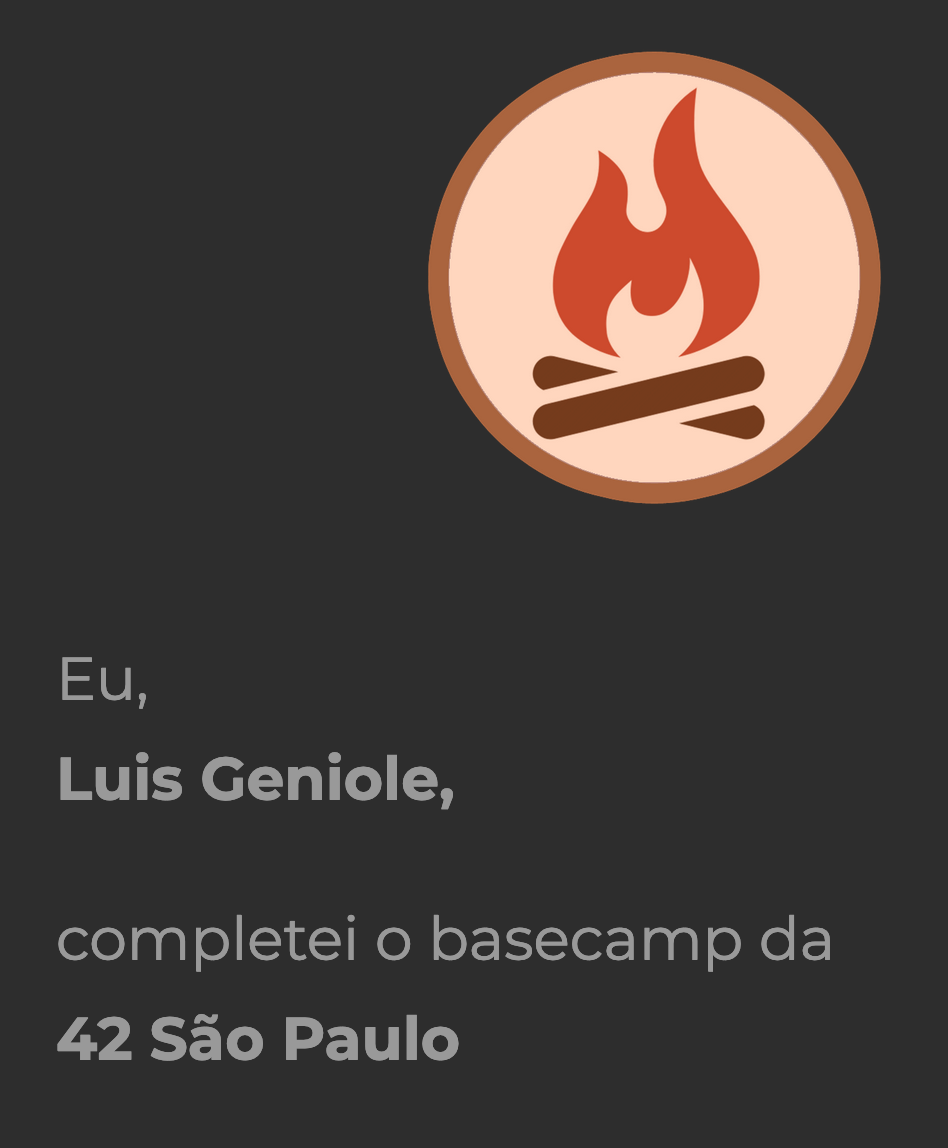 Eu,
Luis Geniole,
completei o basecamp da
42 São Paulo